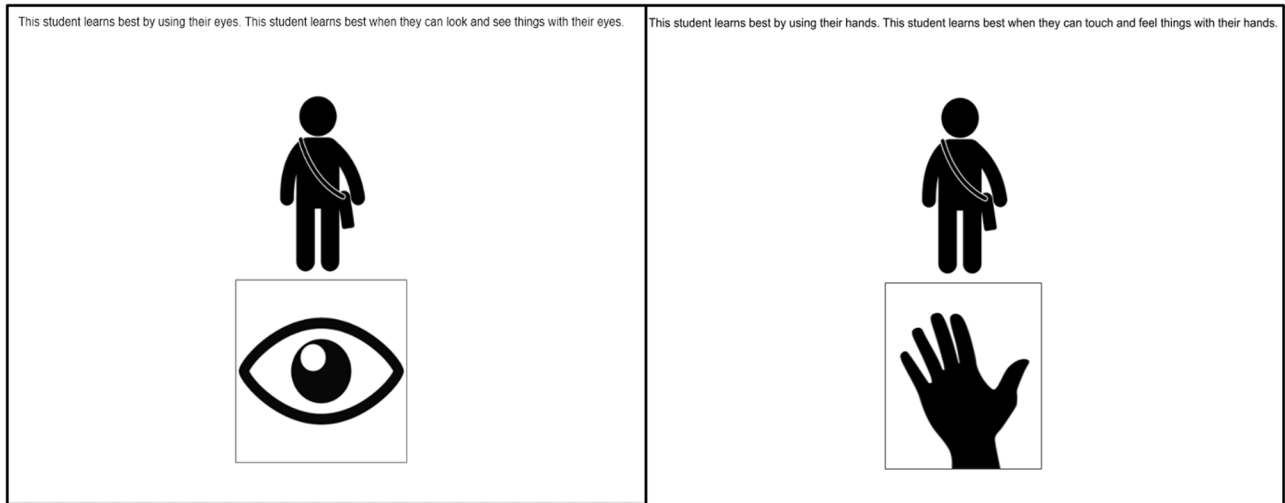 This student learns best by using their eyes. This student learns best when they can look and see things with their eyes.
This student learns best by using their hands. This student learns best when they can touch and feel things with their hands.